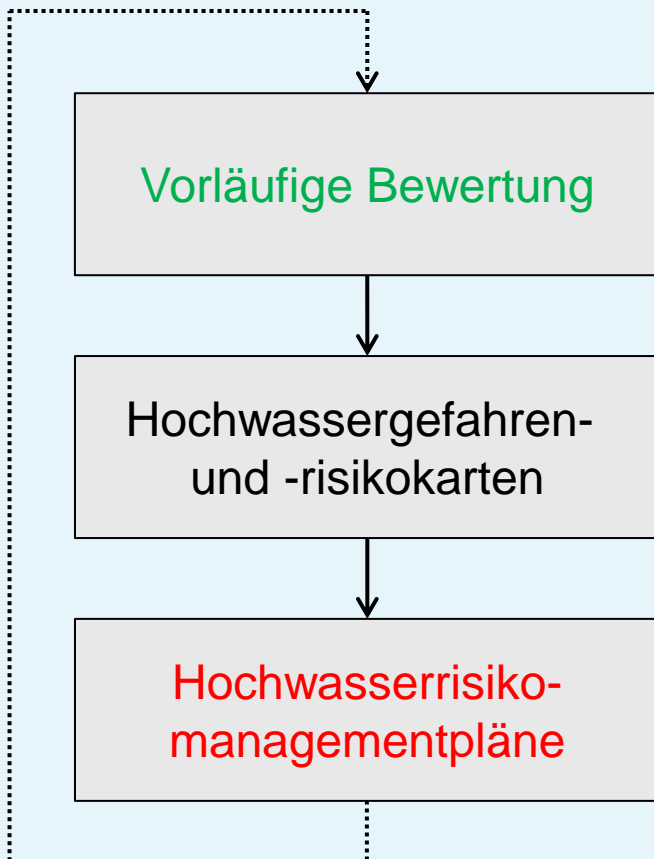 Vorläufige Bewertung
Hochwassergefahren-
und -risikokarten
Hochwasserrisiko-
managementpläne